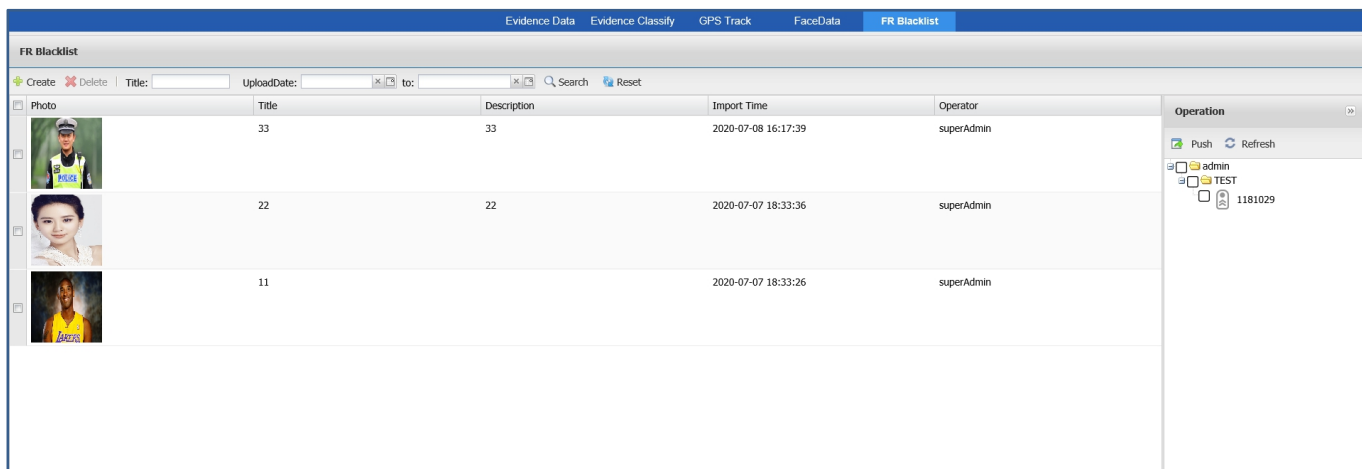 Evidence Data Evidence Classify GPS Track FaceData FR Blacklist
FR Blacklist
Create Delete Title: UploadDate: to: Search Reset
Photo Title Description Import Time Operator
Operation
Push Refresh
admin
TEST
1181029
33 33 2020-07-08 16:17:39 superAdmin
POLICE
22 22 2020-07-07 18:33:36 superAdmin
11 2020-07-07 18:33:26 superAdmin
LAKERS